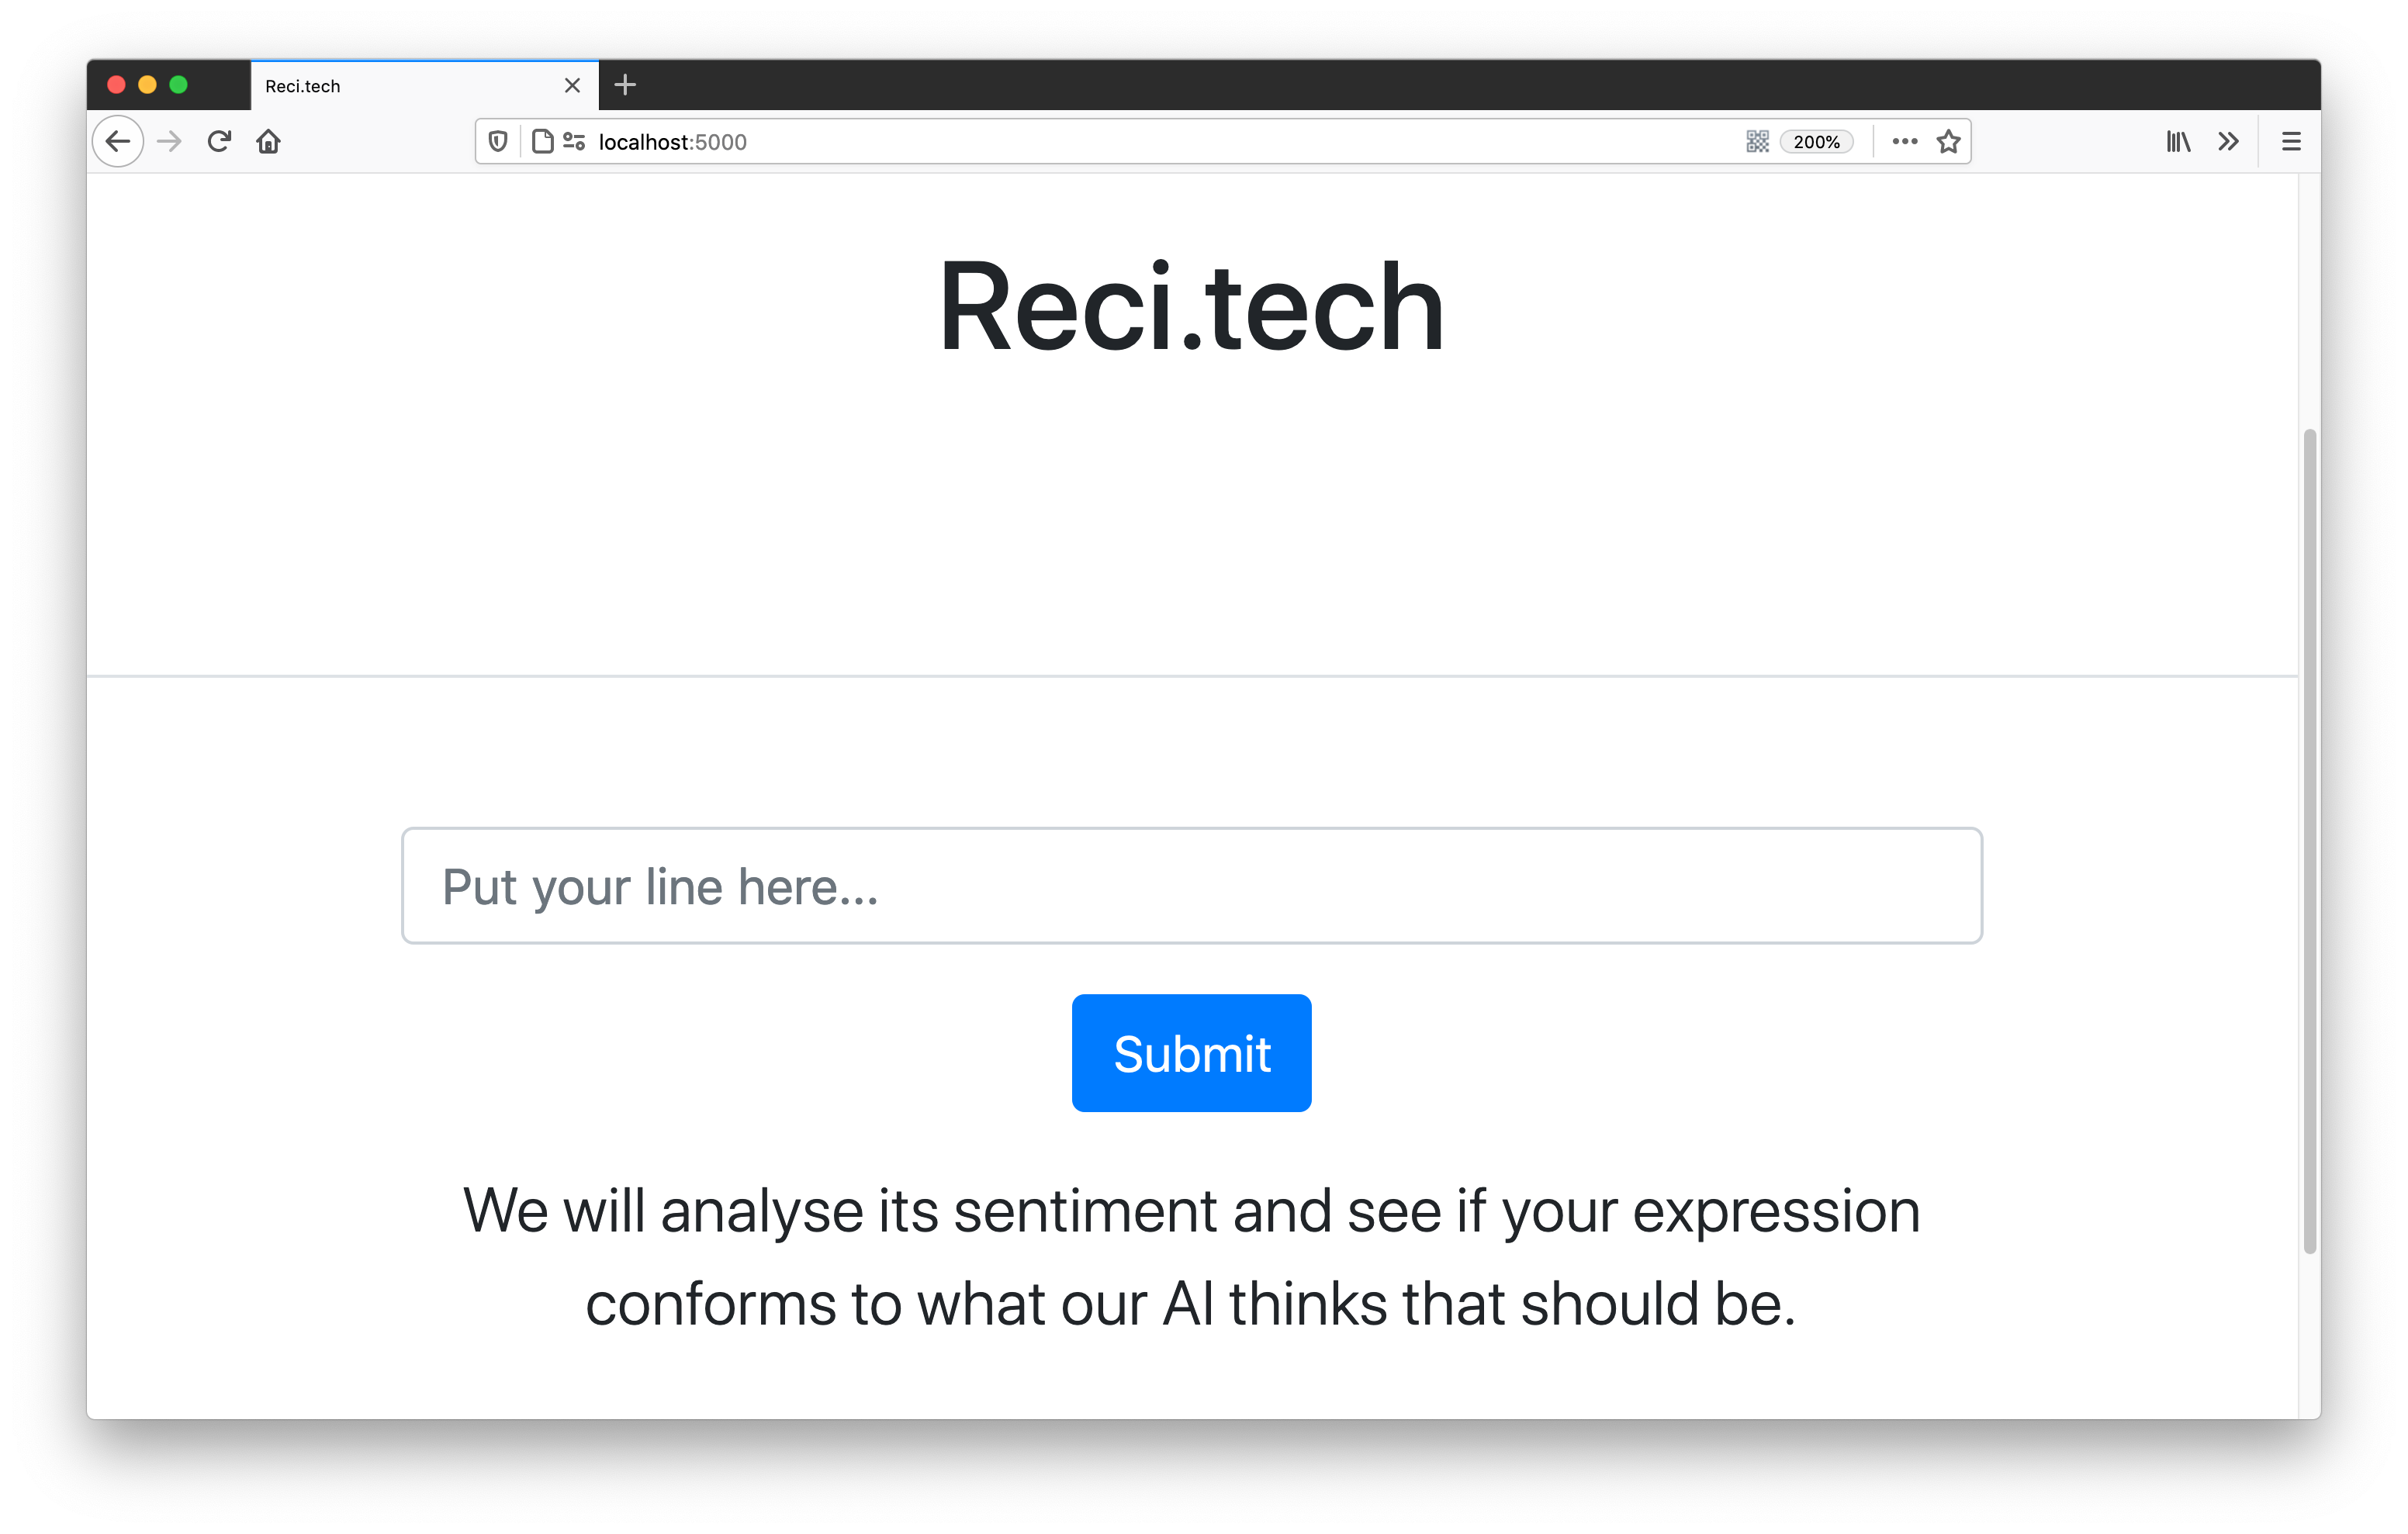 Reci.tech
localhost:5000
200%
Reci.tech
Put your line here...
Submit
We will analyse its sentiment and see if your expression
conforms to what our AI thinks that should be.